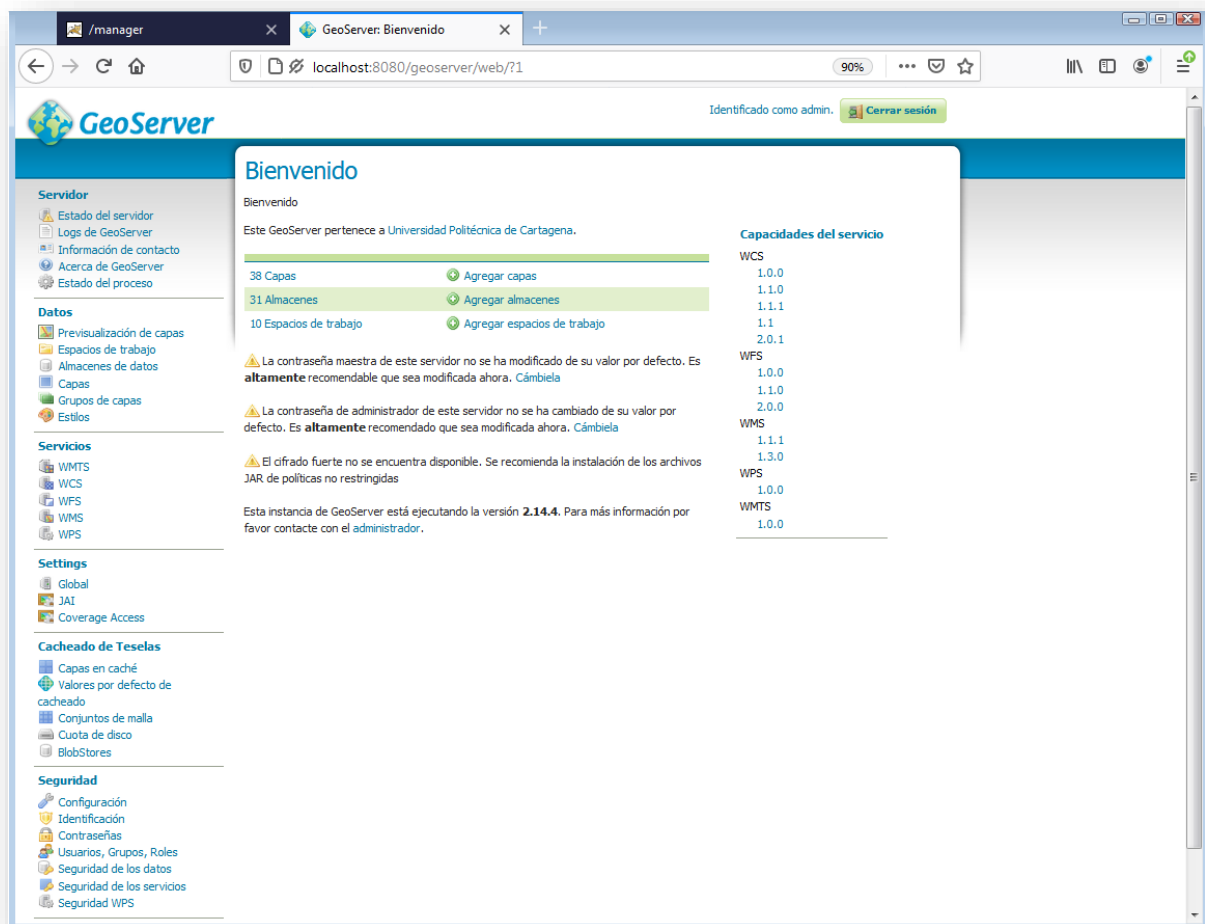 /manager
GeoServer: Bienvenido
localhost:8080/geoserver/web/?1
90%
GeoServer
Identificado como admin.
Cerrar sesión
Servidor
Estado del servidor
Logs de GeoServer
Información de contacto
Acerca de GeoServer
Estado del proceso
Datos
Previsualización de capas
Espacios de trabajo
Almacenes de datos
Capas
Grupos de capas
Estilos
Servicios
WMTS
WCS
WFS
WMS
WPS
Settings
Global
JAI
Coverage Access
Cacheado de Teselas
Capas en caché
Valores por defecto de
cacheado
Conjuntos de malla
Cuota de disco
BlobStores
Seguridad
Configuración
Identificación
Contraseñas
Usuarios, Grupos, Roles
Seguridad de los datos
Seguridad de los servicios
Seguridad WPS
Bienvenido
Bienvenido
Este GeoServer pertenece a Universidad Politécnica de Cartagena.
38 Capas
Agregar capas
31 Almacenes
Agregar almacenes
10 Espacios de trabajo
Agregar espacios de trabajo
La contraseña maestra de este servidor no se ha modificado de su valor por defecto. Es
altamente recomendable que sea modificada ahora. Cámbiela
La contraseña de administrador de este servidor no se ha cambiado de su valor por
defecto. Es altamente recomendado que sea modificada ahora. Cámbiela
El cifrado fuerte no se encuentra disponible. Se recomienda la instalación de los archivos
JAR de políticas no restringidas
Esta instancia de GeoServer está ejecutando la versión 2.14.4. Para más información por
favor contacte con el administrador.
Capacidades del servicio
WCS
1.0.0
1.1.0
1.1.1
1.1
2.0.1
WFS
1.0.0
1.1.0
2.0.0
WMS
1.1.1
1.3.0
WPS
1.0.0
WMTS
1.0.0